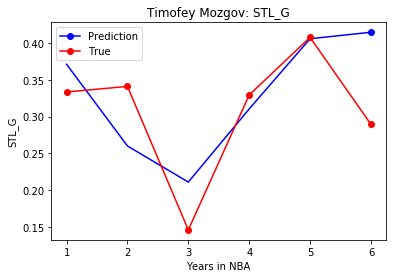 Timofey Mozgov: STL_G
Prediction
True
0.40
0.35
0.30
0.25
0.20
0.15
STL_G
1 2 3 4 5 6
Years in NBA